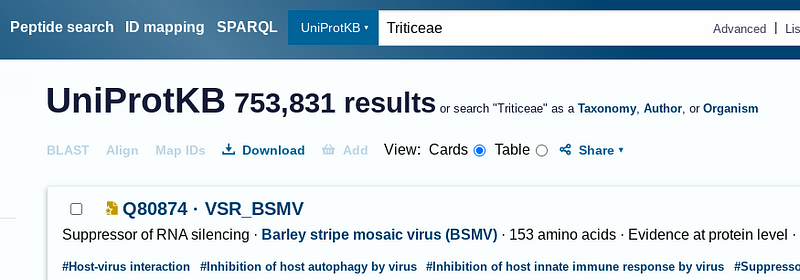 Peptide search ID mapping SPARQL UniProtKB Triticeae Advanced | Lis
UniProtKB 753,831 results or search "Triticeae" as a Taxonomy, Author, or Organism
BLAST Align Map IDs Download Add View: Cards Table Share
Q80874 · VSR_BSMV
Suppressor of RNA silencing · Barley stripe mosaic virus (BSMV) · 153 amino acids · Evidence at protein level ·
#Host-virus interaction #Inhibition of host autophagy by virus #Inhibition of host innate immune response by virus #Suppresso